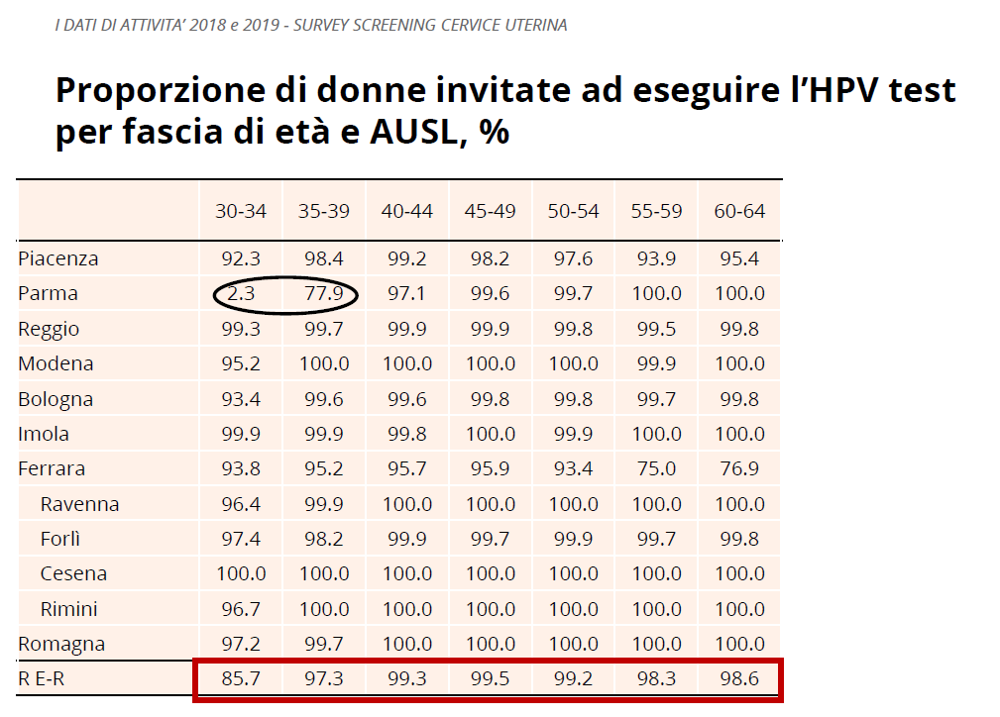 I DATI DI ATTIVITA’ 2018 e 2019 - SURVEY SCREENING CERVICE UTERINA
Proporzione di donne invitate ad eseguire l’HPV test
per fascia di età e AUSL, %
30-34 35-39 40-44 45-49 50-54 55-59 60-64
Piacenza 92.3 98.4 99.2 98.2 97.6 93.9 95.4
Parma 2.3 77.9 97.1 99.6 99.7 100.0 100.0
Reggio 99.3 99.7 99.9 99.9 99.8 99.5 99.8
Modena 95.2 100.0 100.0 100.0 100.0 99.9 100.0
Bologna 93.4 99.6 99.6 99.8 99.8 99.7 99.8
Imola 99.9 99.9 99.8 100.0 99.9 100.0 100.0
Ferrara 93.8 95.2 95.7 95.9 93.4 75.0 76.9
Ravenna 96.4 99.9 100.0 100.0 100.0 100.0 100.0
Forlì 97.4 98.2 99.9 99.7 99.9 99.7 99.8
Cesena 100.0 100.0 100.0 100.0 100.0 100.0 100.0
Rimini 96.7 100.0 100.0 100.0 100.0 100.0 100.0
Romagna 97.2 99.7 100.0 100.0 100.0 100.0 100.0
R E-R 85.7 97.3 99.3 99.5 99.2 98.3 98.6